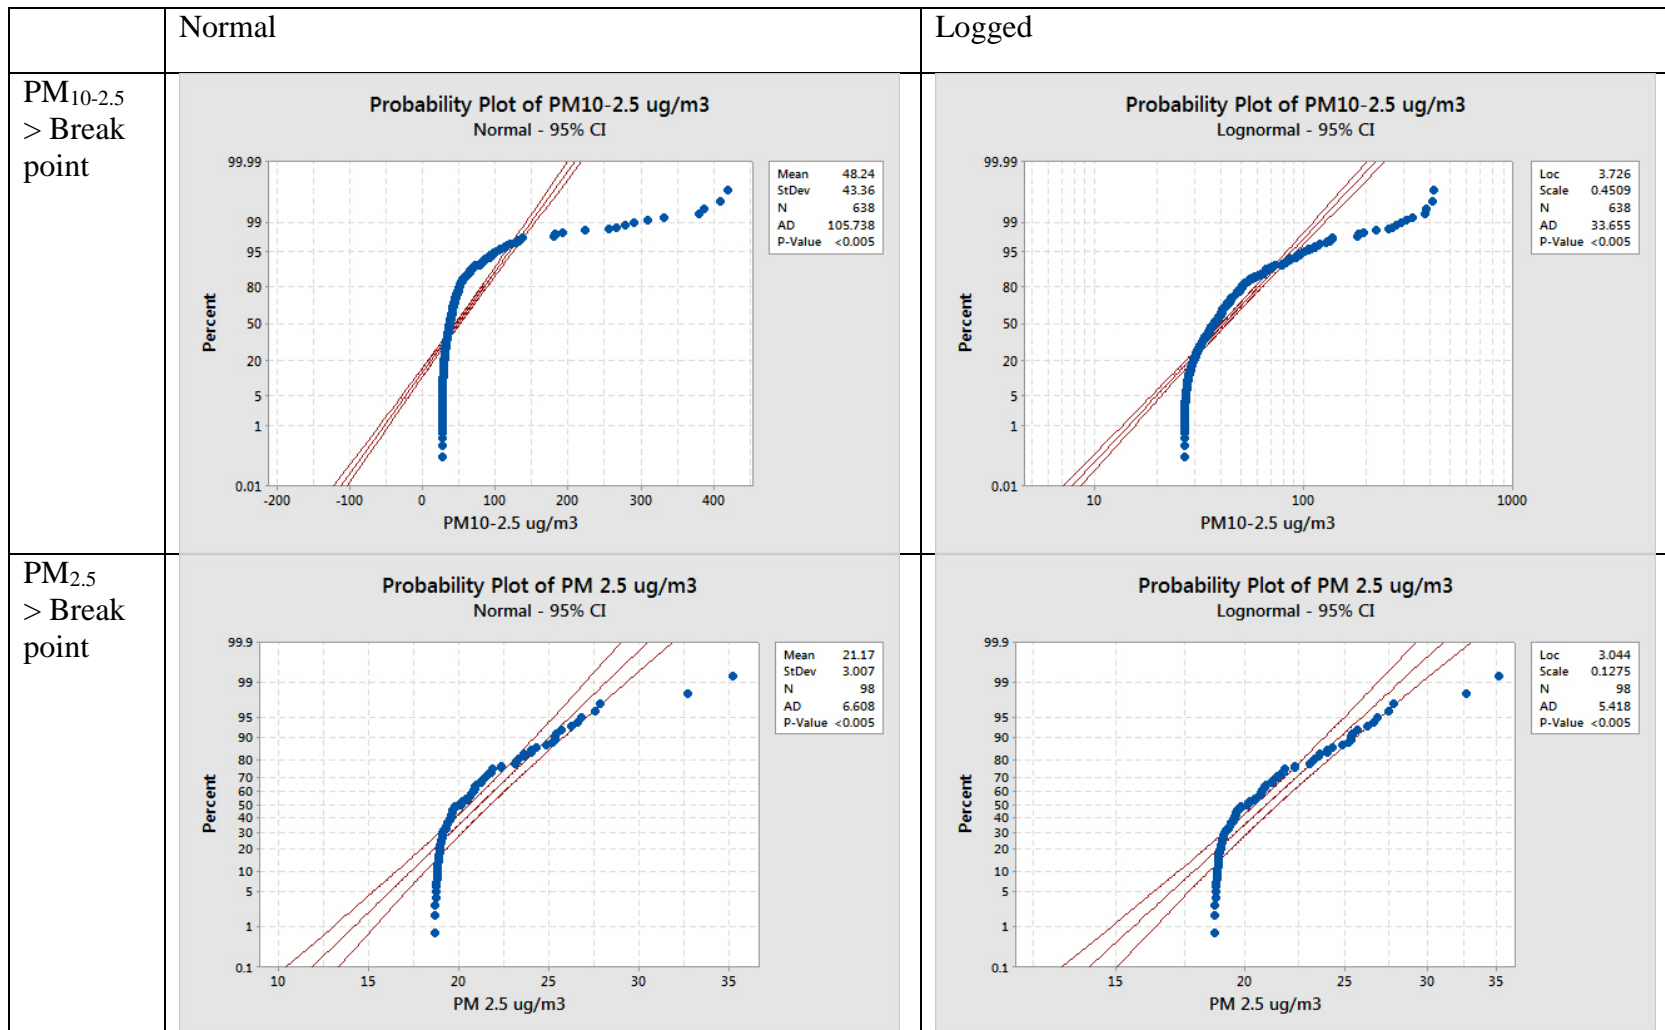 Normal
Logged
PM10-2.5
> Break
point
Probability Plot of PM10-2.5 ug/m3
Normal - 95% CI
99.99
99
95
80
50
20
5
1
0.01
Percent
-200
-100
0
100
200
300
400
PM10-2.5 ug/m3
Mean 48.24
StDev 43.36
N 638
AD 105.738
P-Value <0.005
Probability Plot of PM10-2.5 ug/m3
Lognormal - 95% CI
99.99
99
95
80
50
20
5
1
0.01
Percent
10
100
1000
PM10-2.5 ug/m3
Loc 3.726
Scale 0.4509
N 638
AD 33.655
P-Value <0.005
PM2.5
> Break
point
Probability Plot of PM 2.5 ug/m3
Normal - 95% CI
99.9
99
95
90
80
70
60
50
40
30
20
10
5
1
0.1
Percent
10
15
20
25
30
35
PM 2.5 ug/m3
Mean 21.17
StDev 3.007
N 98
AD 6.608
P-Value <0.005
Probability Plot of PM 2.5 ug/m3
Lognormal - 95% CI
99.9
99
95
90
80
70
60
50
40
30
20
10
5
1
0.1
Percent
15
20
25
30
35
PM 2.5 ug/m3
Loc 3.044
Scale 0.1275
N 98
AD 5.418
P-Value <0.005